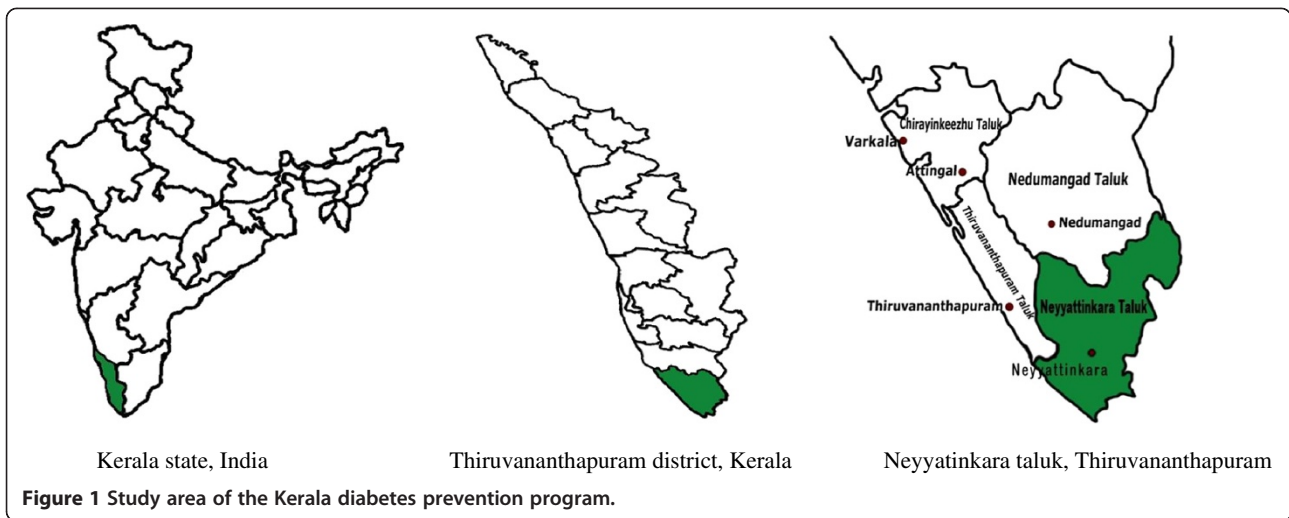 Chirayinkeezhu Taluk
Varkala
Attingal
Nedumangad Taluk
Nedumangad
Thiruvananthapuram Taluk
Thiruvananthapuram
Neyyattinkara Taluk
Neyyattinkara
Kerala state, India
Thiruvananthapuram district, Kerala
Neyyatinkara taluk, Thiruvananthapuram
Figure 1 Study area of the Kerala diabetes prevention program.